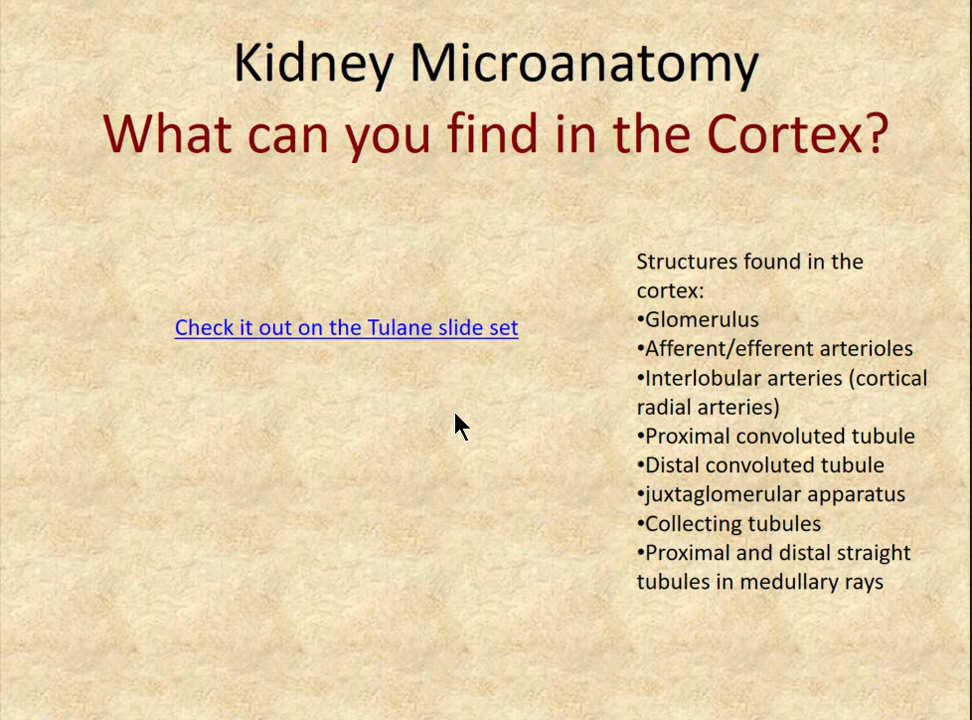 Kidney Microanatomy
What can you find in the Cortex?
Check it out on the Tulane slide set
Structures found in the
cortex:
•Glomerulus
•Afferent/efferent arterioles
•Interlobular arteries (cortical
radial arteries)
•Proximal convoluted tubule
•Distal convoluted tubule
•juxtaglomerular apparatus
•Collecting tubules
•Proximal and distal straight
tubules in medullary rays